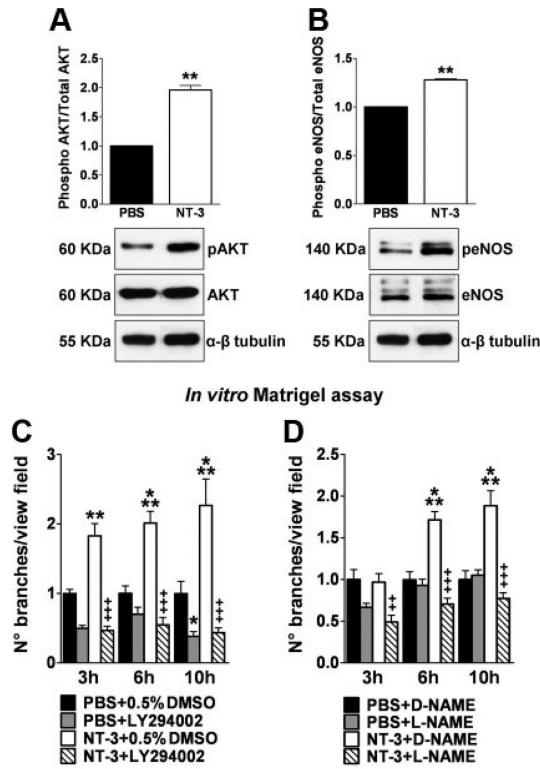 A
B
Phospho AKT/Total AKT
2.5
2.0
1.5
1.0
0.5
0.0
**
PBS
NT-3
60 KDa
pAKT
60 KDa
AKT
55 KDa
α-β tubulin
Phospho eNOS/Total eNOS
1.5
1.0
0.5
0.0
**
PBS
NT-3
140 KDa
peNOS
140 KDa
eNOS
55 KDa
α-β tubulin
In vitro Matrigel assay
C
N° branches/view field
3
2
1
0
**
+++
*
**
+++
*
*
**
+++
3h
6h
10h
PBS+0.5%DMSO
PBS+LY294002
NT-3+0.5%DMSO
NT-3+LY294002
D
N° branches/view field
2.5
2.0
1.5
1.0
0.5
0.0
++
*
**
+++
*
**
+++
3h
6h
10h
PBS+D-NAME
PBS+L-NAME
NT-3+D-NAME
NT-3+L-NAME